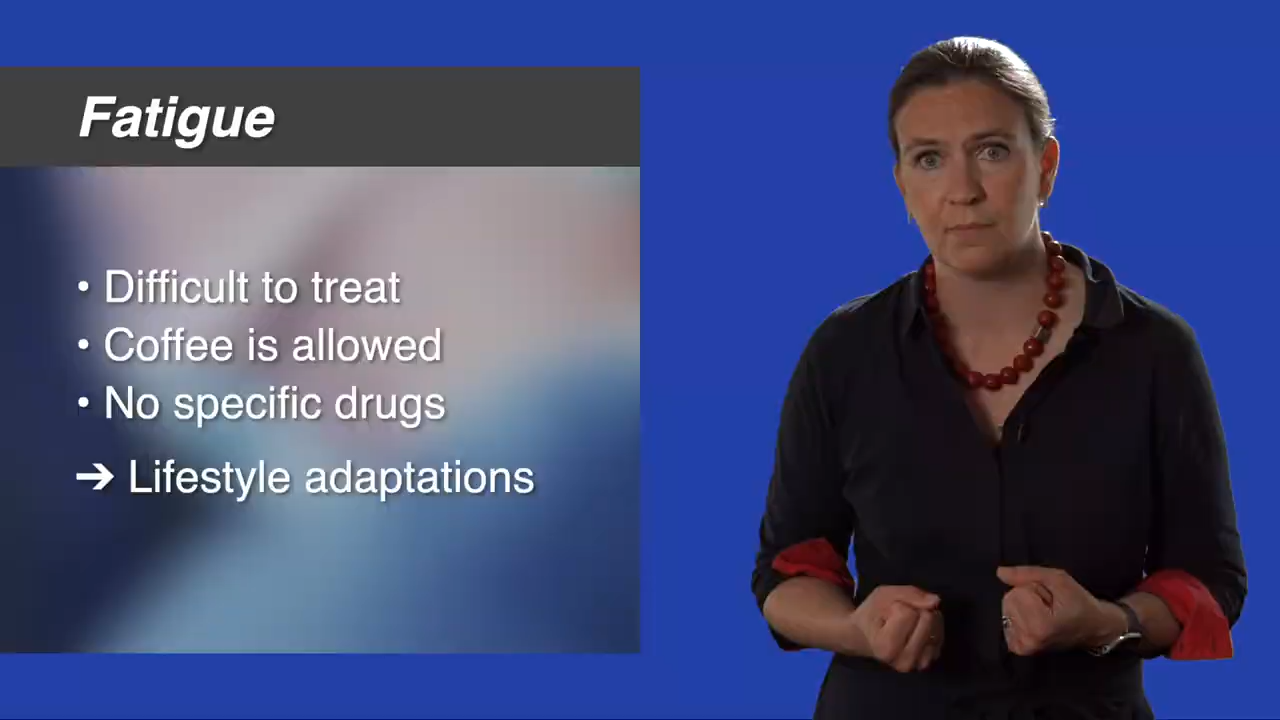 Fatigue
• Difficult to treat
• Coffee is allowed
• No specific drugs
➔ Lifestyle adaptations